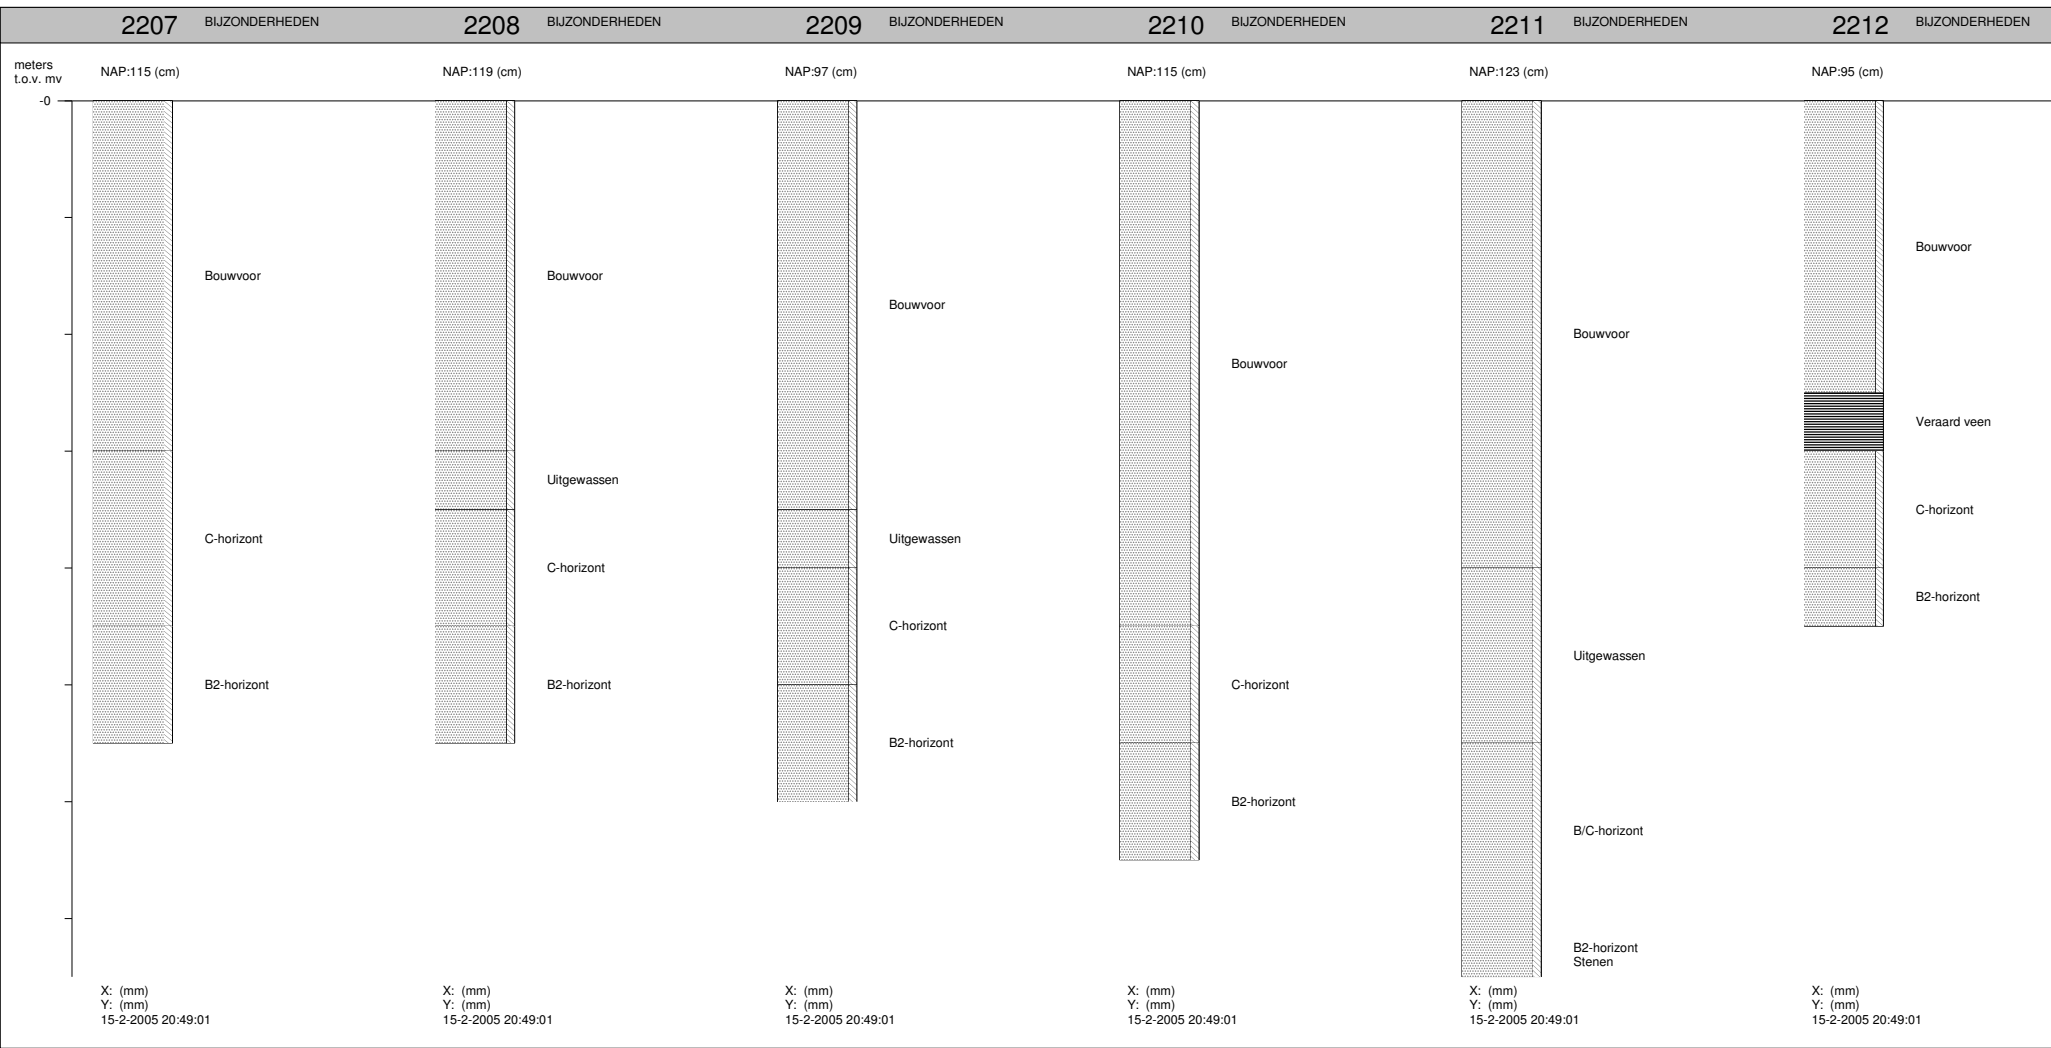 2207 BIJZONDERHEDEN 2208 BIJZONDERHEDEN 2209 BIJZONDERHEDEN 2210 BIJZONDERHEDEN 2211 BIJZONDERHEDEN 2212 BIJZONDERHEDEN
meters
t.o.v. mv
NAP:115 (cm) NAP:119 (cm) NAP:97 (cm) NAP:115 (cm) NAP:123 (cm) NAP:95 (cm)
-0
Bouwvoor
C-horizont
B2-horizont
X: (mm)
Y: (mm)
15-2-2005 20:49:01
Bouwvoor
Uitgewassen
C-horizont
B2-horizont
X: (mm)
Y: (mm)
15-2-2005 20:49:01
Bouwvoor
Uitgewassen
C-horizont
B2-horizont
X: (mm)
Y: (mm)
15-2-2005 20:49:01
Bouwvoor
C-horizont
B2-horizont
X: (mm)
Y: (mm)
15-2-2005 20:49:01
Bouwvoor
Uitgewassen
B/C-horizont
B2-horizont
Stenen
X: (mm)
Y: (mm)
15-2-2005 20:49:01
Bouwvoor
Veraard veen
C-horizont
B2-horizont
X: (mm)
Y: (mm)
15-2-2005 20:49:01